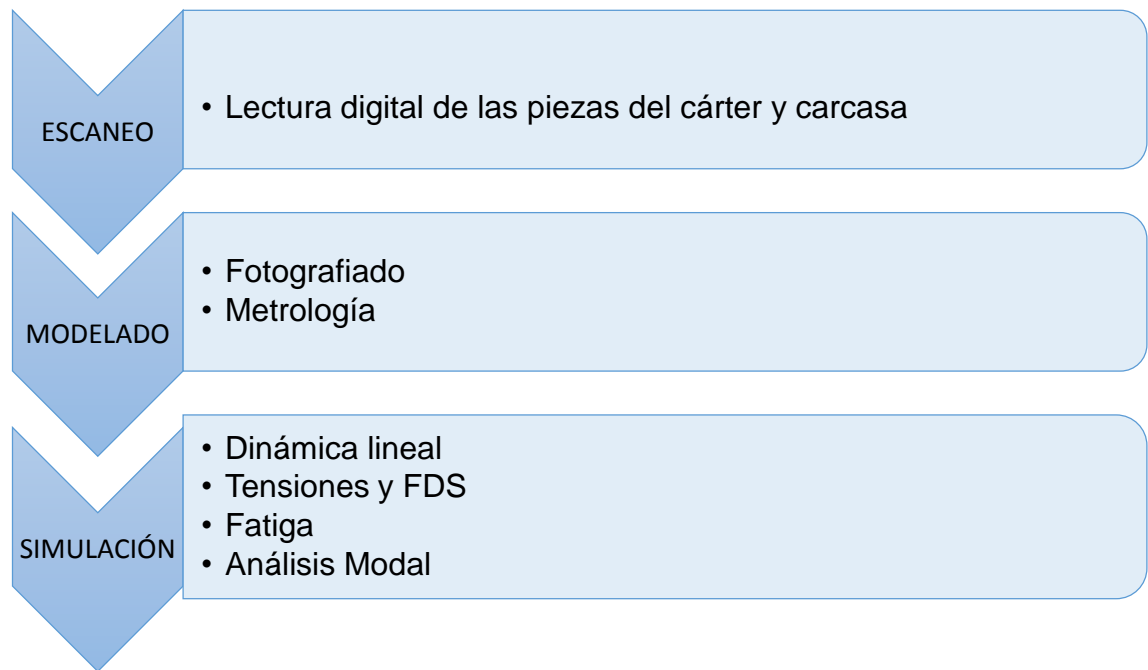 ESCANEO
• Lectura digital de las piezas del cárter y carcasa
MODELADO
• Fotografiado
• Metrología
SIMULACIÓN
• Dinámica lineal
• Tensiones y FDS
• Fatiga
• Análisis Modal